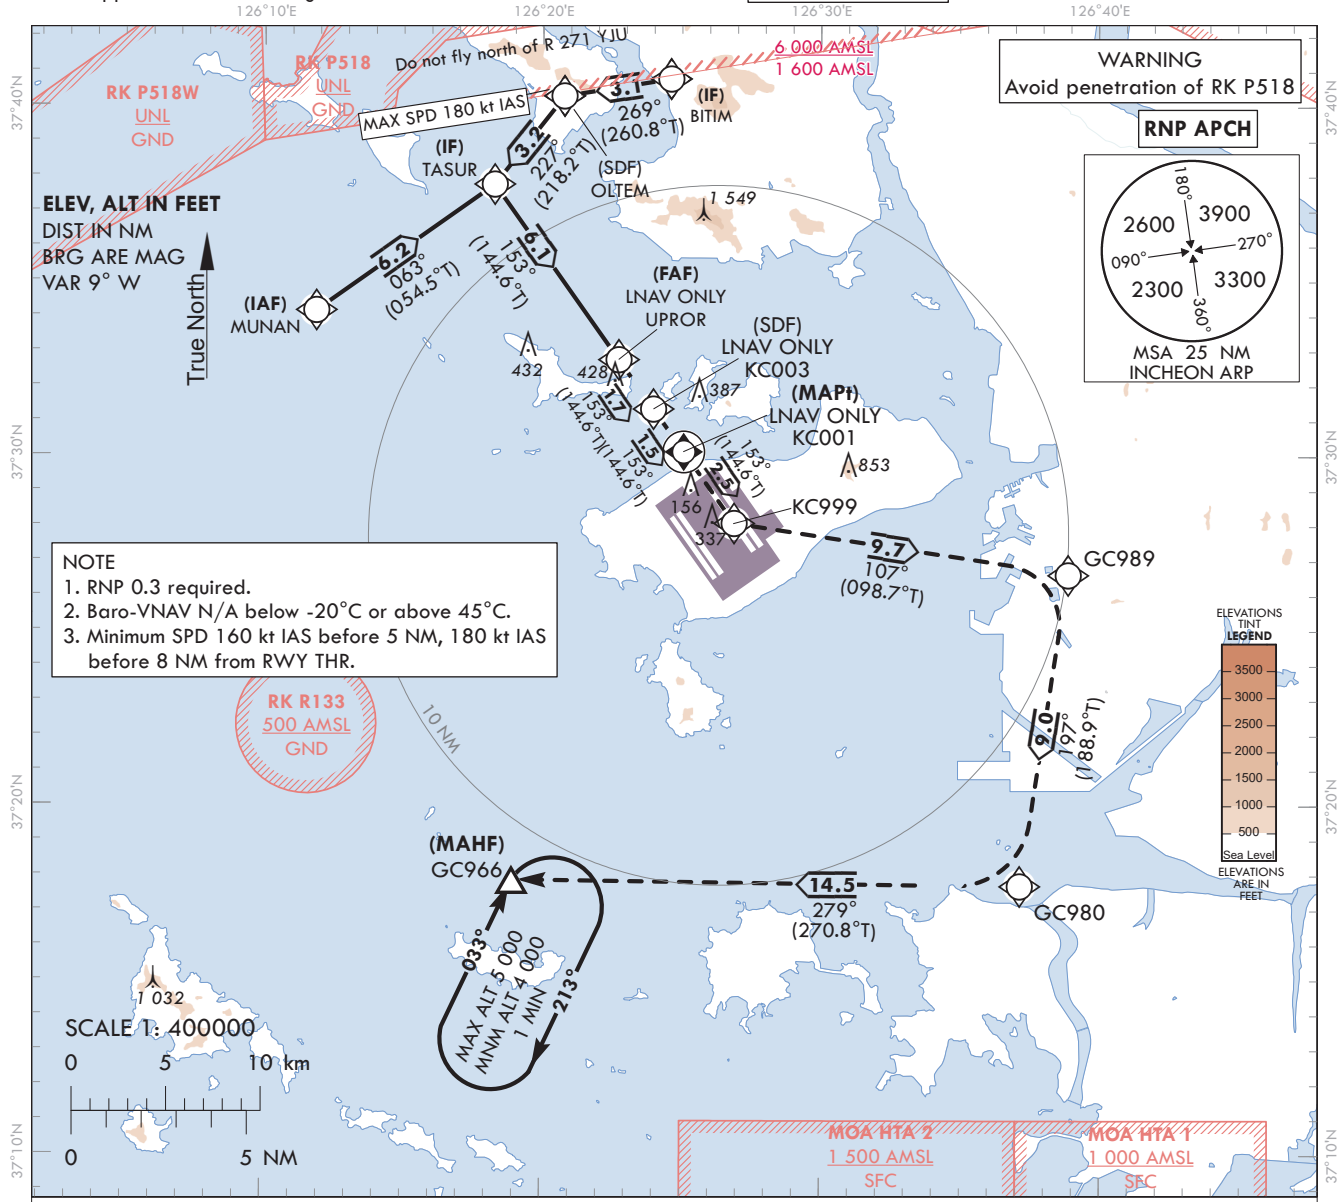 126°10'E
126°20'E
126°30'E
126°40'E
37°40'N
37°30'N
37°20'N
37°10'N
37°40'N
37°30'N
37°20'N
37°10'N
RK P518W
UNL
GND
RK P518
UNL
GND
Do not fly north of R 271 YJU
6 000 AMSL
1 600 AMSL
WARNING
Avoid penetration of RK P518
RNP APCH
MAX SPD 180 kt IAS
3.1
269°
(260.8°T)
(IF)
BITIM
3.2
227°
(218.2°T)
(SDF)
OLTEM
(IF)
TASUR
ELEV, ALT IN FEET
DIST IN NM
BRG ARE MAG
VAR 9° W
True North
6.2
063°
(054.5°T)
(IAF)
MUNAN
6.1
153°
(144.6°T)
1 549
180°
2600
3900
270°
090°
2300
3300
360°
MSA 25 NM
INCHEON ARP
(FAF)
LNAV ONLY
UPROR
(SDF)
LNAV ONLY
KC003
(MAPt)
LNAV ONLY
KC001
432
428
387
1.7
153°
(144.6°T)
1.5
153°
(144.6°T)
2.5
153°
(144.6°T)
853
156
337
KC999
9.7
107°
(098.7°T)
GC989
NOTE
1. RNP 0.3 required.
2. Baro-VNAV N/A below -20°C or above 45°C.
3. Minimum SPD 160 kt IAS before 5 NM, 180 kt IAS
before 8 NM from RWY THR.
RK R133
500 AMSL
GND
10 NM
9.0
197°
(188.9°T)
ELEVATIONS
TINT
LEGEND
3500
3000
2500
2000
1500
1000
500
Sea Level
ELEVATIONS
ARE IN
FEET
(MAHF)
GC966
14.5
279°
(270.8°T)
GC980
033°
MAX ALT 5 000
MNM ALT 4 000
1 MIN
213°
1 032
SCALE 1: 400000
0 5 10 km
0 5 NM
MOA HTA 2
1 500 AMSL
SFC
MOA HTA 1
1 000 AMSL
SFC